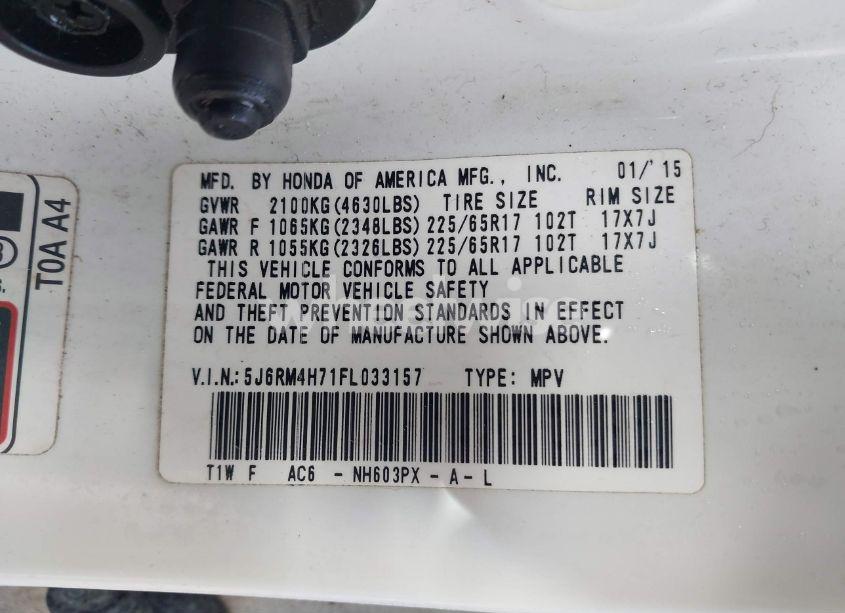 MFD. BY HONDA OF AMERICA MFG., INC. 01/'15
GVWR 2100KG(4630LBS) TIRE SIZE RIM SIZE
GAWR F 1065KG(2348LBS) 225/65R17 102T 17X7J
GAWR R 1055KG(2326LBS) 225/65R17 102T 17X7J
THIS VEHICLE CONFORMS TO ALL APPLICABLE
FEDERAL MOTOR VEHICLE SAFETY
AND THEFT PREVENTION STANDARDS IN EFFECT
ON THE DATE OF MANUFACTURE SHOWN ABOVE.
V.I.N.: 5J6RM4H71FL033157 TYPE: MPV
T1W F AC6 - NH603PX - A - L
T0A A4